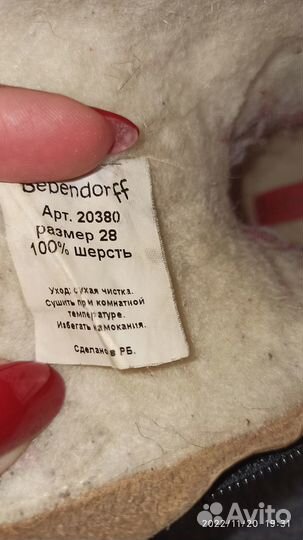 Bebendorff
Арт. 20380
размер 28
100% шерсть
Уход: сухая чистка.
Сушить при комнатной
температуре.
Избегать намокания.
Сделано в РБ.
2022/11/20 19:31
Avito